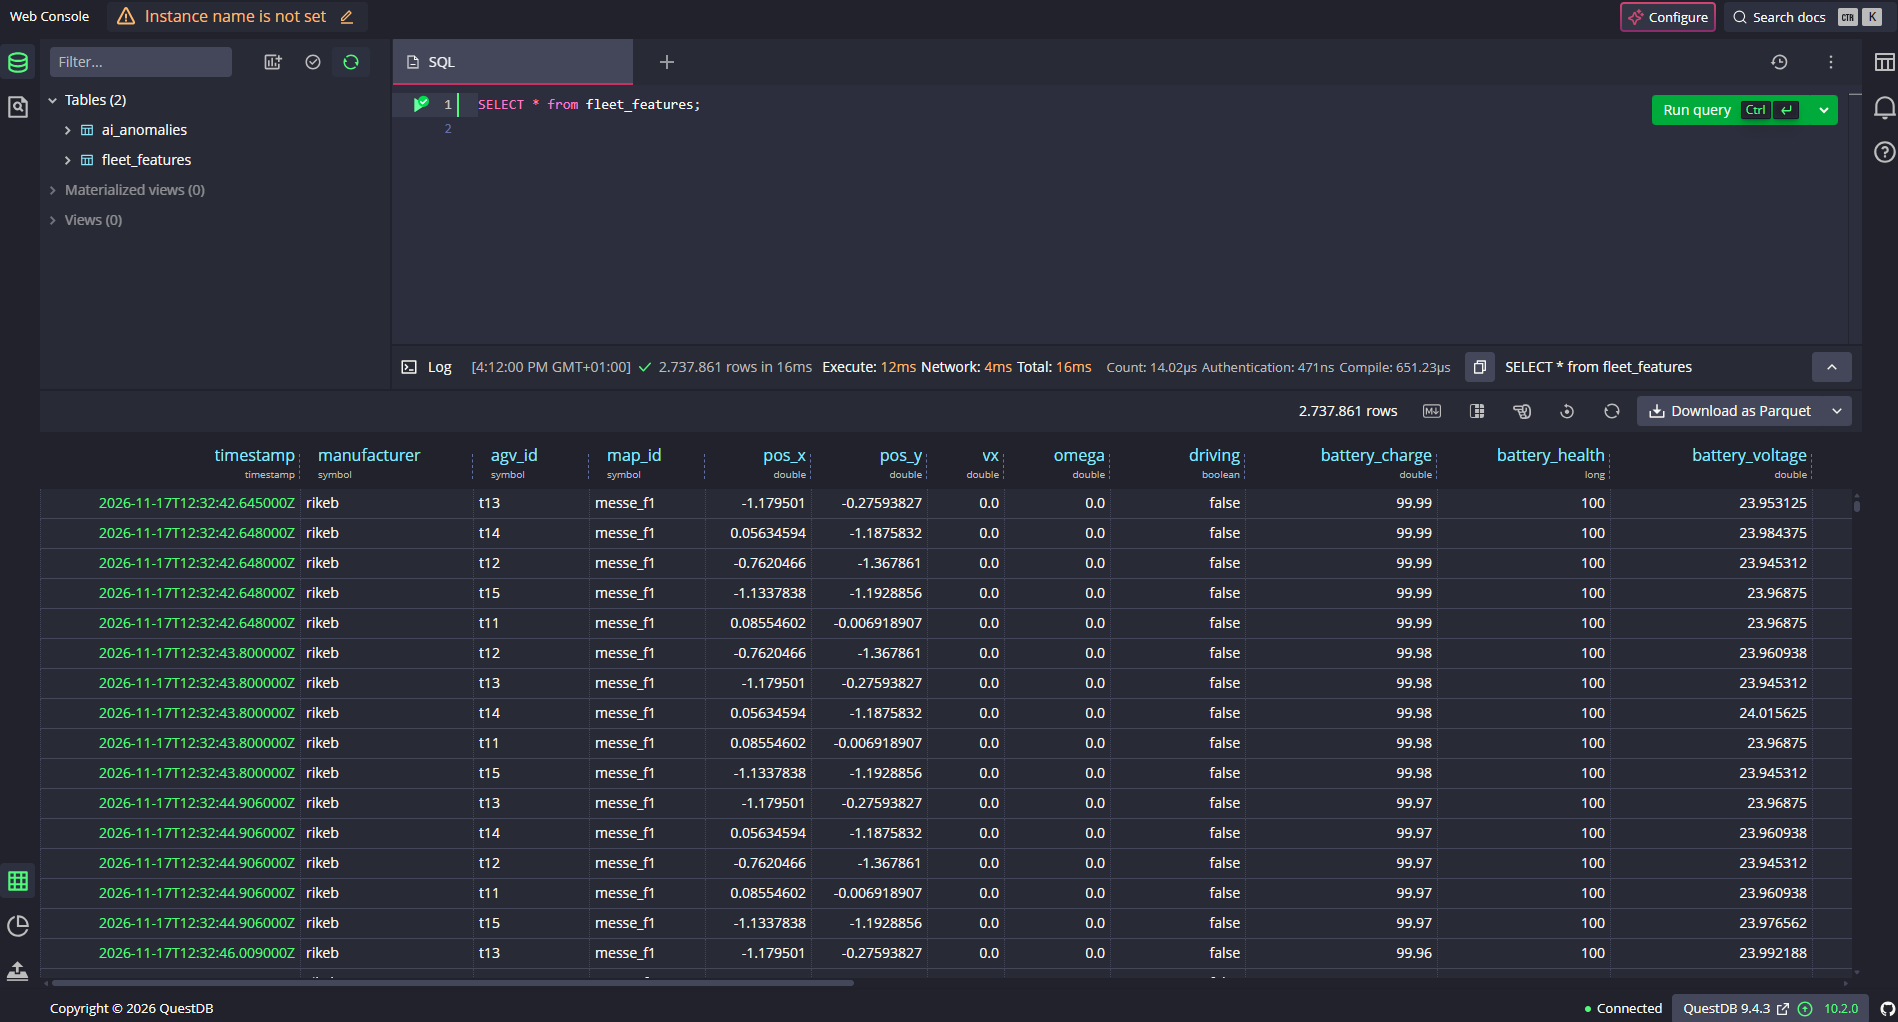 Web Console
Instance name is not set
Configure
Search docs
CTR K
Filter...
SQL
Tables (2)
ai_anomalies
fleet_features
Materialized views (0)
Views (0)
1 SELECT * from fleet_features;
2
Run query Ctrl
Log [4:12:00 PM GMT+01:00] 2.737.861 rows in 16ms Execute: 12ms Network: 4ms Total: 16ms Count: 14.02µs Authentication: 471ns Compile: 651.23µs SELECT * from fleet_features
2.737.861 rows
Download as Parquet
timestamp manufacturer agv_id map_id pos_x pos_y vx omega driving battery_charge battery_health battery_voltage
timestamp symbol symbol symbol double double double double boolean double long double
2026-11-17T12:32:42.645000Z rikeb t13 messe_f1 -1.179501 -0.27593827 0.0 0.0 false 99.99 100 23.953125
2026-11-17T12:32:42.648000Z rikeb t14 messe_f1 0.05634594 -1.1875832 0.0 0.0 false 99.99 100 23.984375
2026-11-17T12:32:42.648000Z rikeb t12 messe_f1 -0.7620466 -1.367861 0.0 0.0 false 99.99 100 23.945312
2026-11-17T12:32:42.648000Z rikeb t15 messe_f1 -1.1337838 -1.1928856 0.0 0.0 false 99.99 100 23.96875
2026-11-17T12:32:42.648000Z rikeb t11 messe_f1 0.08554602 -0.006918907 0.0 0.0 false 99.99 100 23.96875
2026-11-17T12:32:43.800000Z rikeb t12 messe_f1 -0.7620466 -1.367861 0.0 0.0 false 99.98 100 23.960938
2026-11-17T12:32:43.800000Z rikeb t13 messe_f1 -1.179501 -0.27593827 0.0 0.0 false 99.98 100 23.945312
2026-11-17T12:32:43.800000Z rikeb t14 messe_f1 0.05634594 -1.1875832 0.0 0.0 false 99.98 100 24.015625
2026-11-17T12:32:43.800000Z rikeb t11 messe_f1 0.08554602 -0.006918907 0.0 0.0 false 99.98 100 23.96875
2026-11-17T12:32:43.800000Z rikeb t15 messe_f1 -1.1337838 -1.1928856 0.0 0.0 false 99.98 100 23.945312
2026-11-17T12:32:44.906000Z rikeb t13 messe_f1 -1.179501 -0.27593827 0.0 0.0 false 99.97 100 23.96875
2026-11-17T12:32:44.906000Z rikeb t14 messe_f1 0.05634594 -1.1875832 0.0 0.0 false 99.97 100 23.960938
2026-11-17T12:32:44.906000Z rikeb t12 messe_f1 -0.7620466 -1.367861 0.0 0.0 false 99.97 100 23.945312
2026-11-17T12:32:44.906000Z rikeb t11 messe_f1 0.08554602 -0.006918907 0.0 0.0 false 99.97 100 23.960938
2026-11-17T12:32:44.906000Z rikeb t15 messe_f1 -1.1337838 -1.1928856 0.0 0.0 false 99.97 100 23.976562
2026-11-17T12:32:46.009000Z rikeb t13 messe_f1 -1.179501 -0.27593827 0.0 0.0 false 99.96 100 23.992188
Copyright © 2026 QuestDB
Connected
QuestDB 9.4.3
10.2.0